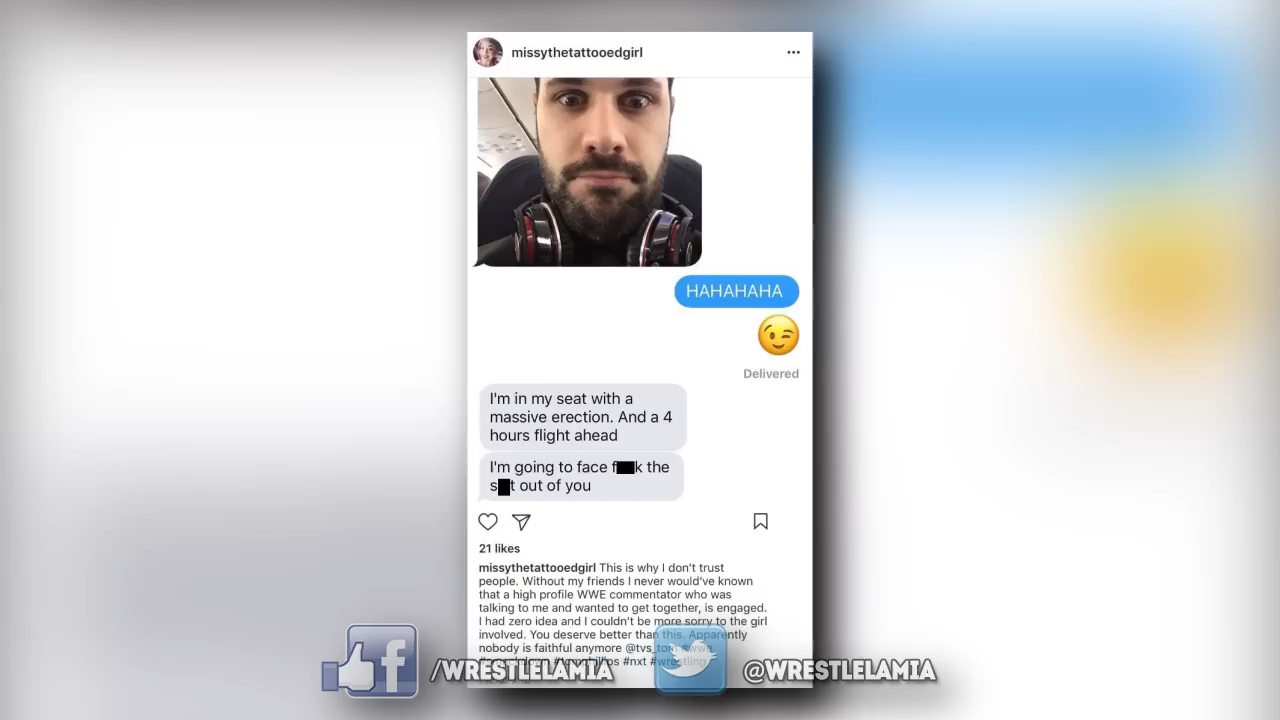 missythetattooedgirl
HAHAHAHA
Delivered
I'm in my seat with a
massive erection. And a 4
hours flight ahead
I'm going to face f k the
s t out of you
21 likes
missythetattooedgirl This is why I don't trust
people. Without my friends I never would've known
that a high profile WWE commentator who was
talking to me and wanted to get together, is engaged.
I had zero idea and I couldn't be more sorry to the girl
involved. You deserve better than this. Apparently
nobody is faithful anymore @tvs_tom #wwe
#nxt #wrestling
/WRESTLELAMIA
@WRESTLELAMIA